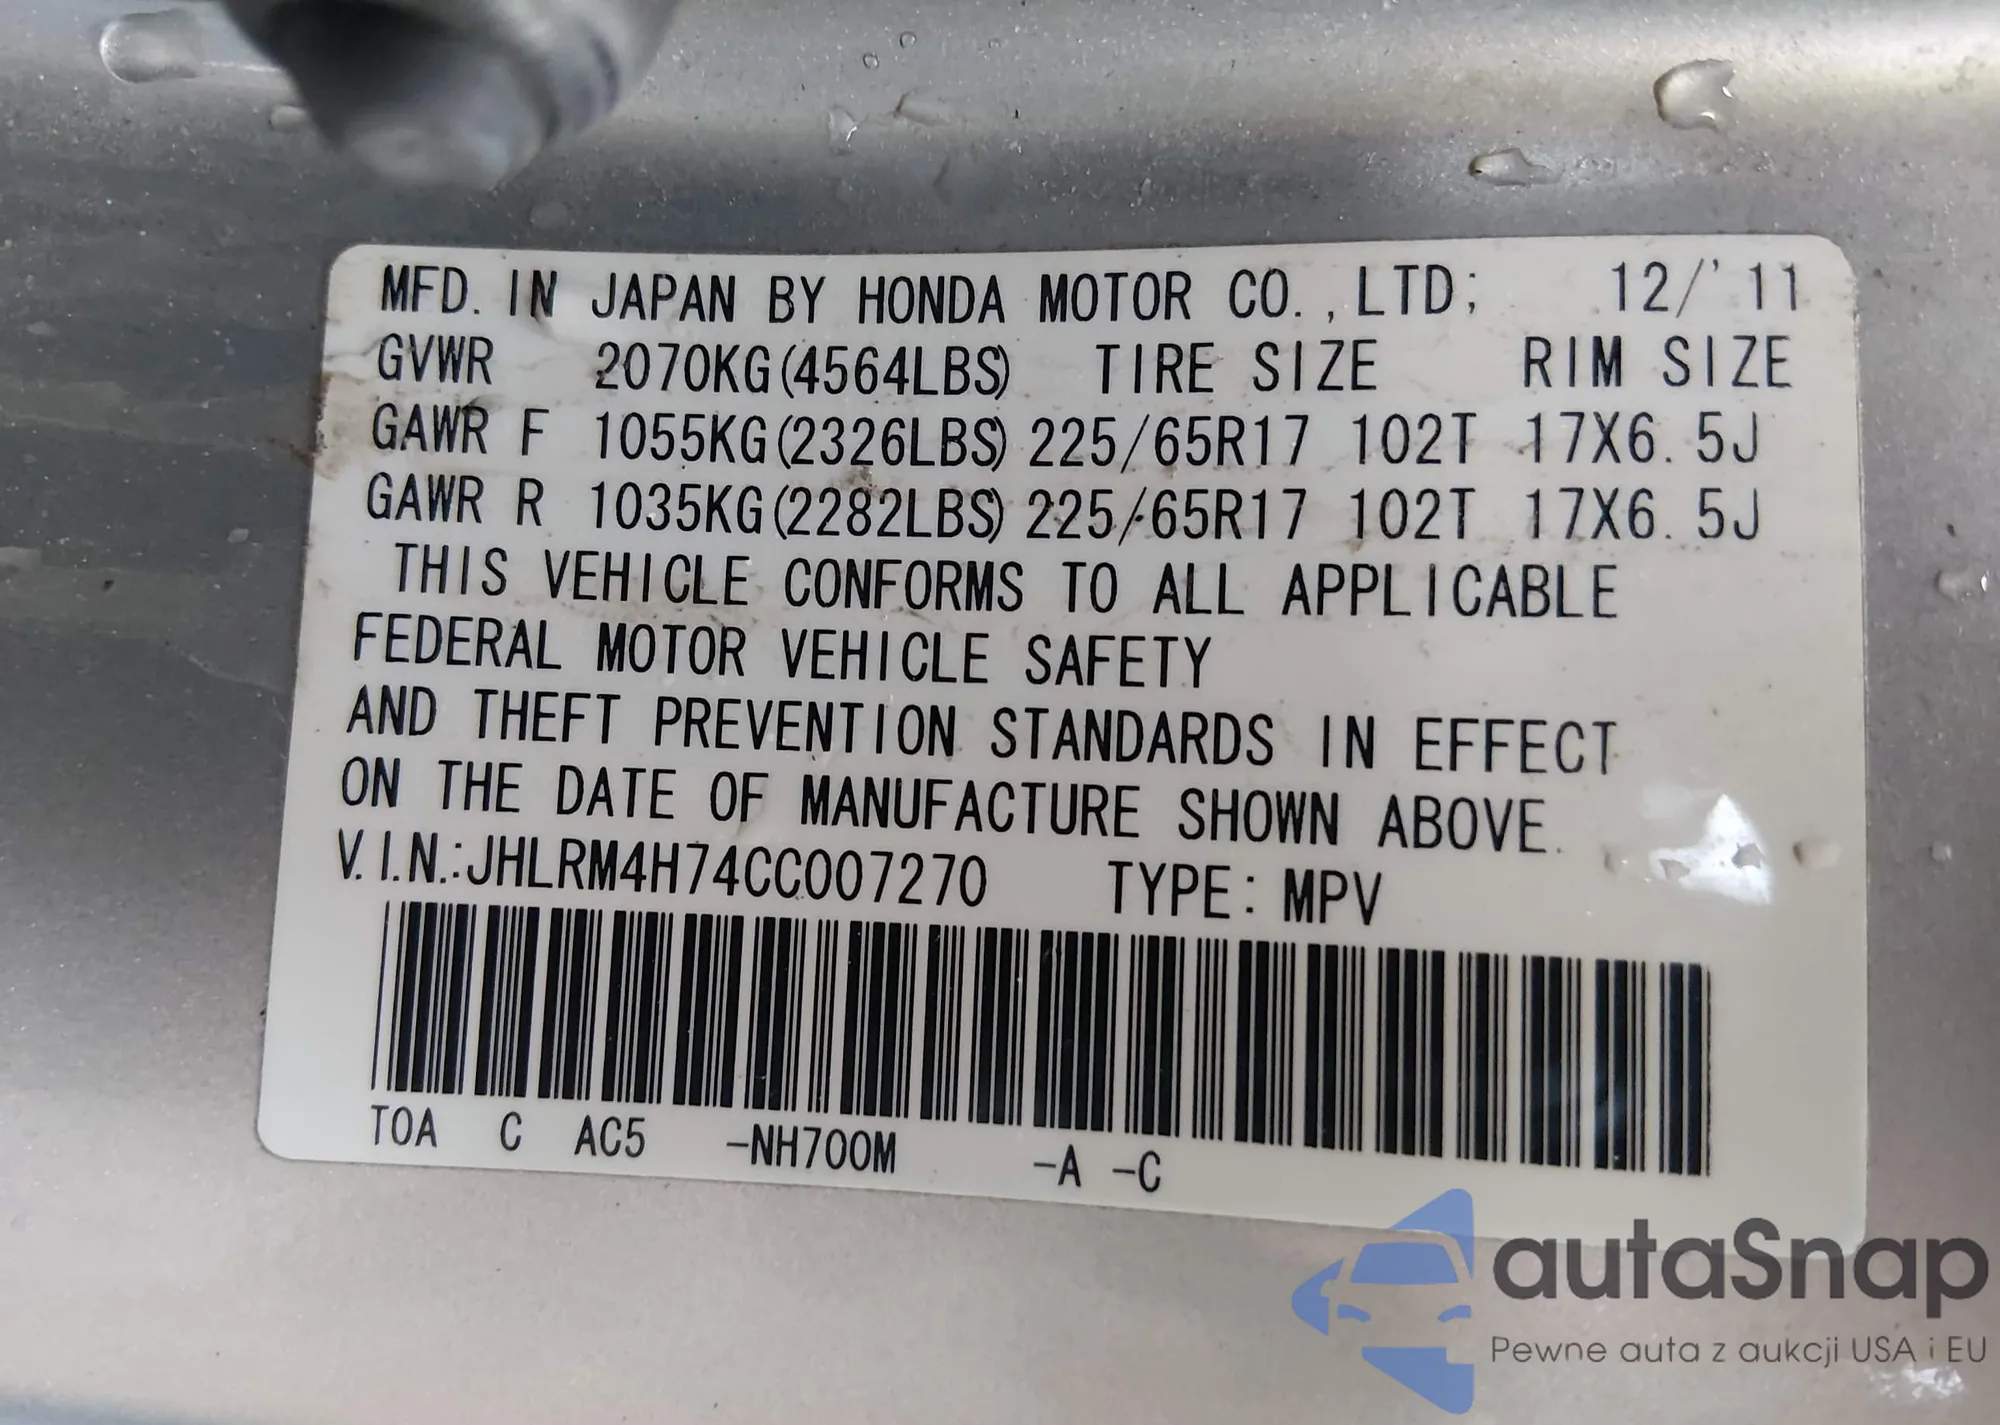 MFD. IN JAPAN BY HONDA MOTOR CO.,LTD; 12/'11
GVWR 2070KG(4564LBS) TIRE SIZE RIM SIZE
GAWR F 1055KG(2326LBS) 225/65R17 102T 17X6.5J
GAWR R 1035KG(2282LBS) 225/65R17 102T 17X6.5J
THIS VEHICLE CONFORMS TO ALL APPLICABLE
FEDERAL MOTOR VEHICLE SAFETY
AND THEFT PREVENTION STANDARDS IN EFFECT
ON THE DATE OF MANUFACTURE SHOWN ABOVE.
V.I.N.:JHLRM4H74CC007270 TYPE: MPV
TOA C AC5 -NH700M -A -C
autaSnap
Pewne auta z aukcji USA i EU